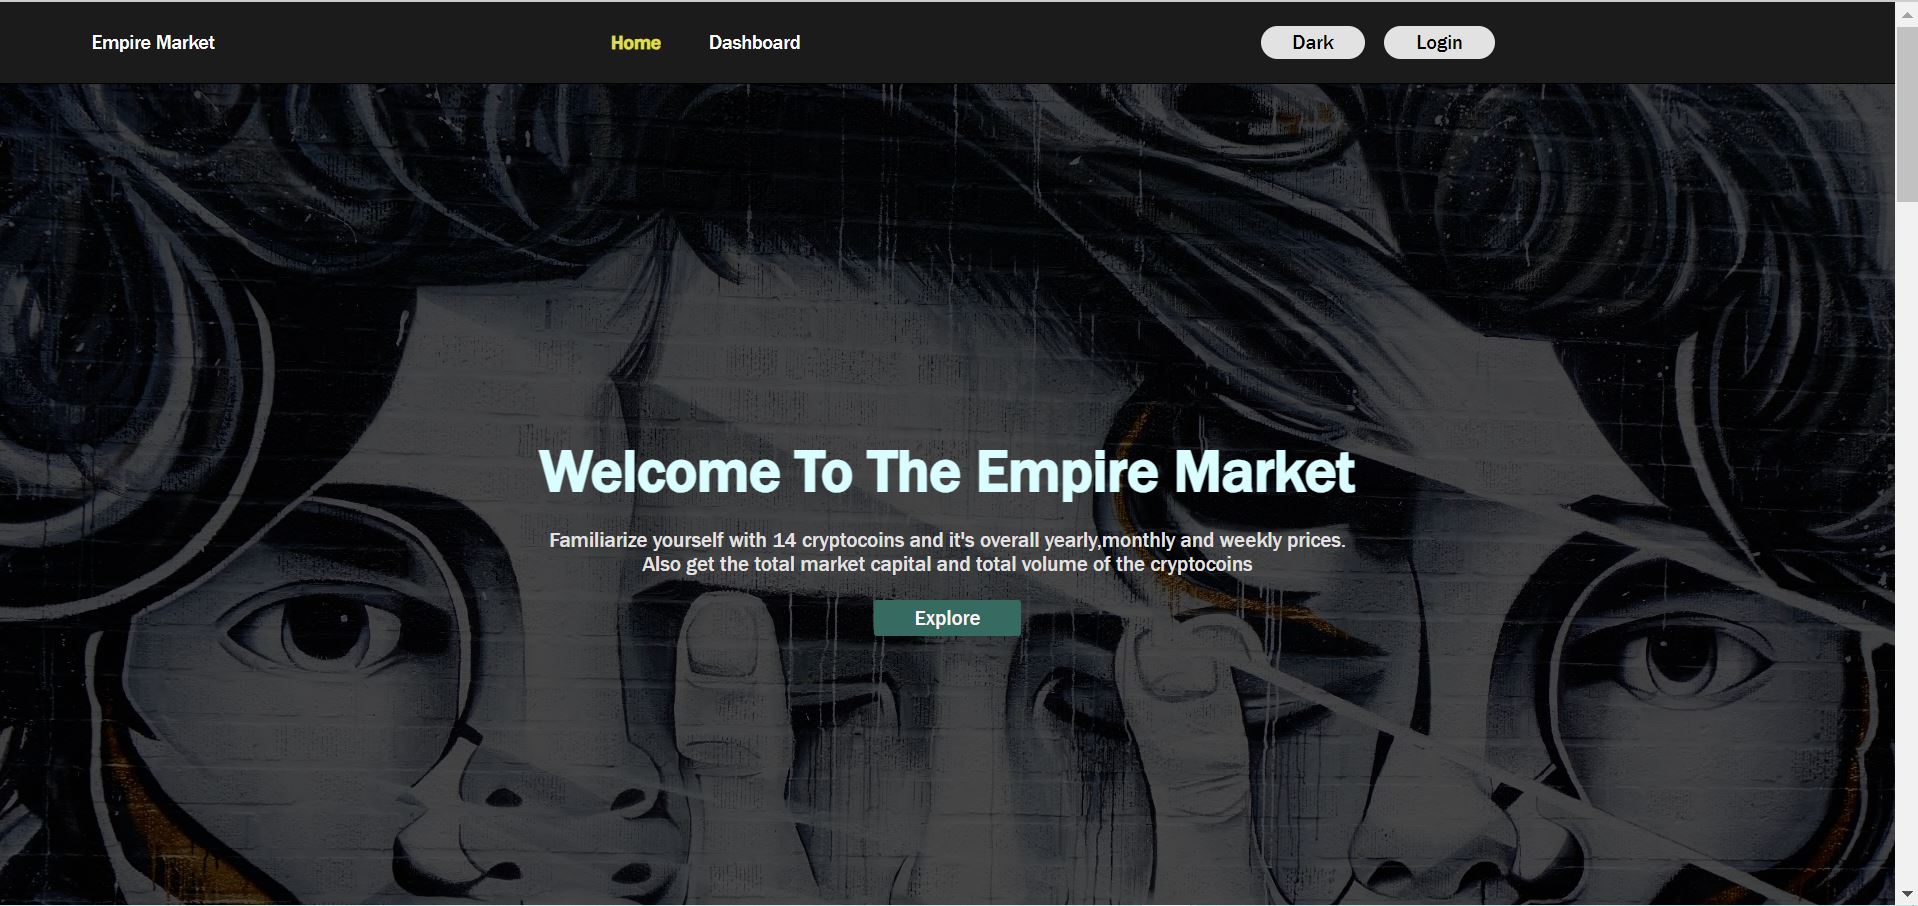 Empire Market
Home
Dashboard
Dark
Login
Welcome To The Empire Market
Familiarize yourself with 14 cryptocoins and it's overall yearly,monthly and weekly prices.
Also get the total market capital and total volume of the cryptocoins
Explore